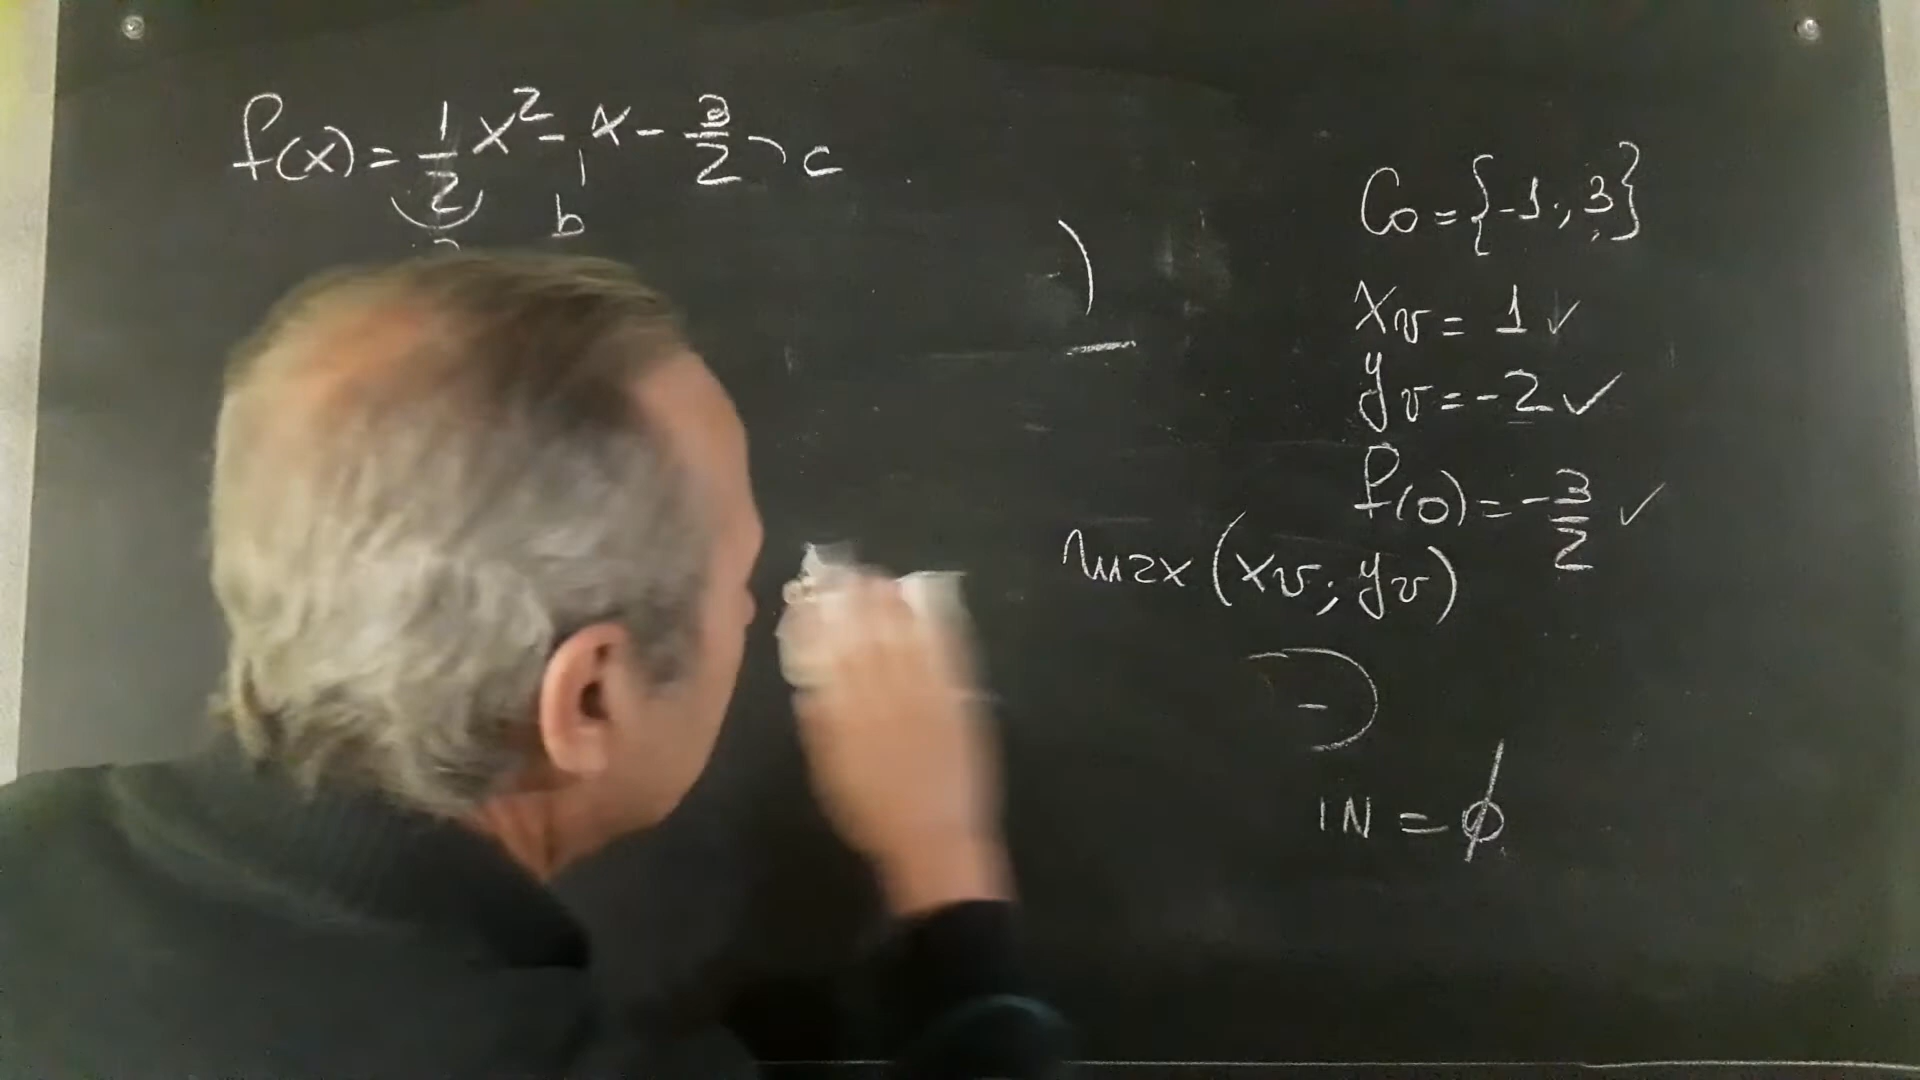 f(x) = 1/2 x² - x - 3/2 c
b
C₀ = {-1; 3}
xv = 1 ✓
yv = -2 ✓
f(0) = -3/2 ✓
max (xv; yv)
-
IN = ϕ